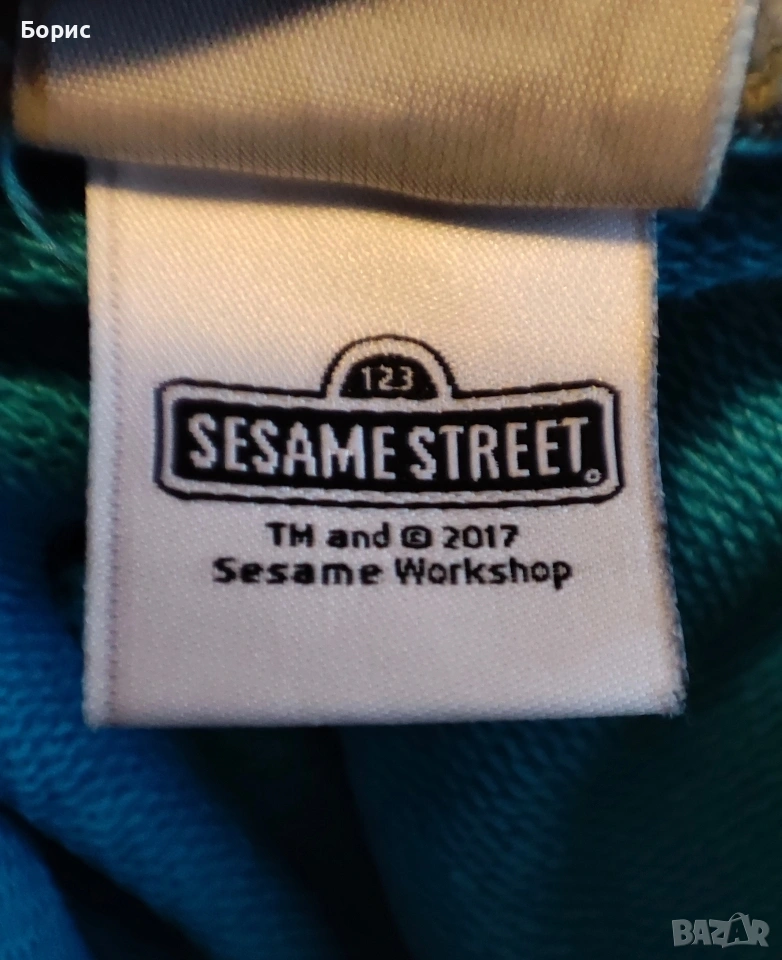 Борис
123
SESAME STREET
TM and © 2017
Sesame Workshop
BAZAR